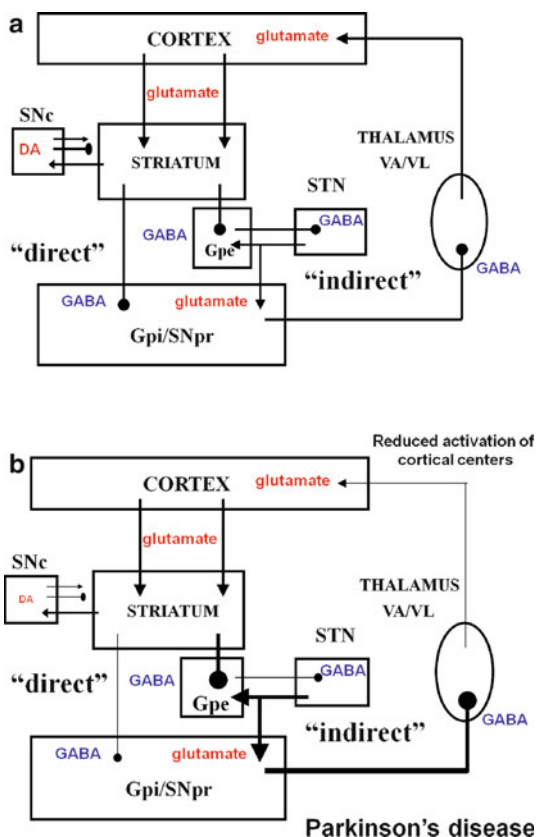 a
CORTEX glutamate
glutamate
SNc
DA
STRIATUM
THALAMUS
VA/VL
STN
GABA
GABA
Gpe
"direct"
"indirect"
GABA
GABA
glutamate
Gpi/SNpr
Reduced activation of
cortical centers
b
CORTEX glutamate
glutamate
SNc
DA
STRIATUM
THALAMUS
VA/VL
STN
GABA
GABA
Gpe
"direct"
"indirect"
GABA
GABA
glutamate
Gpi/SNpr
Parkinson's disease